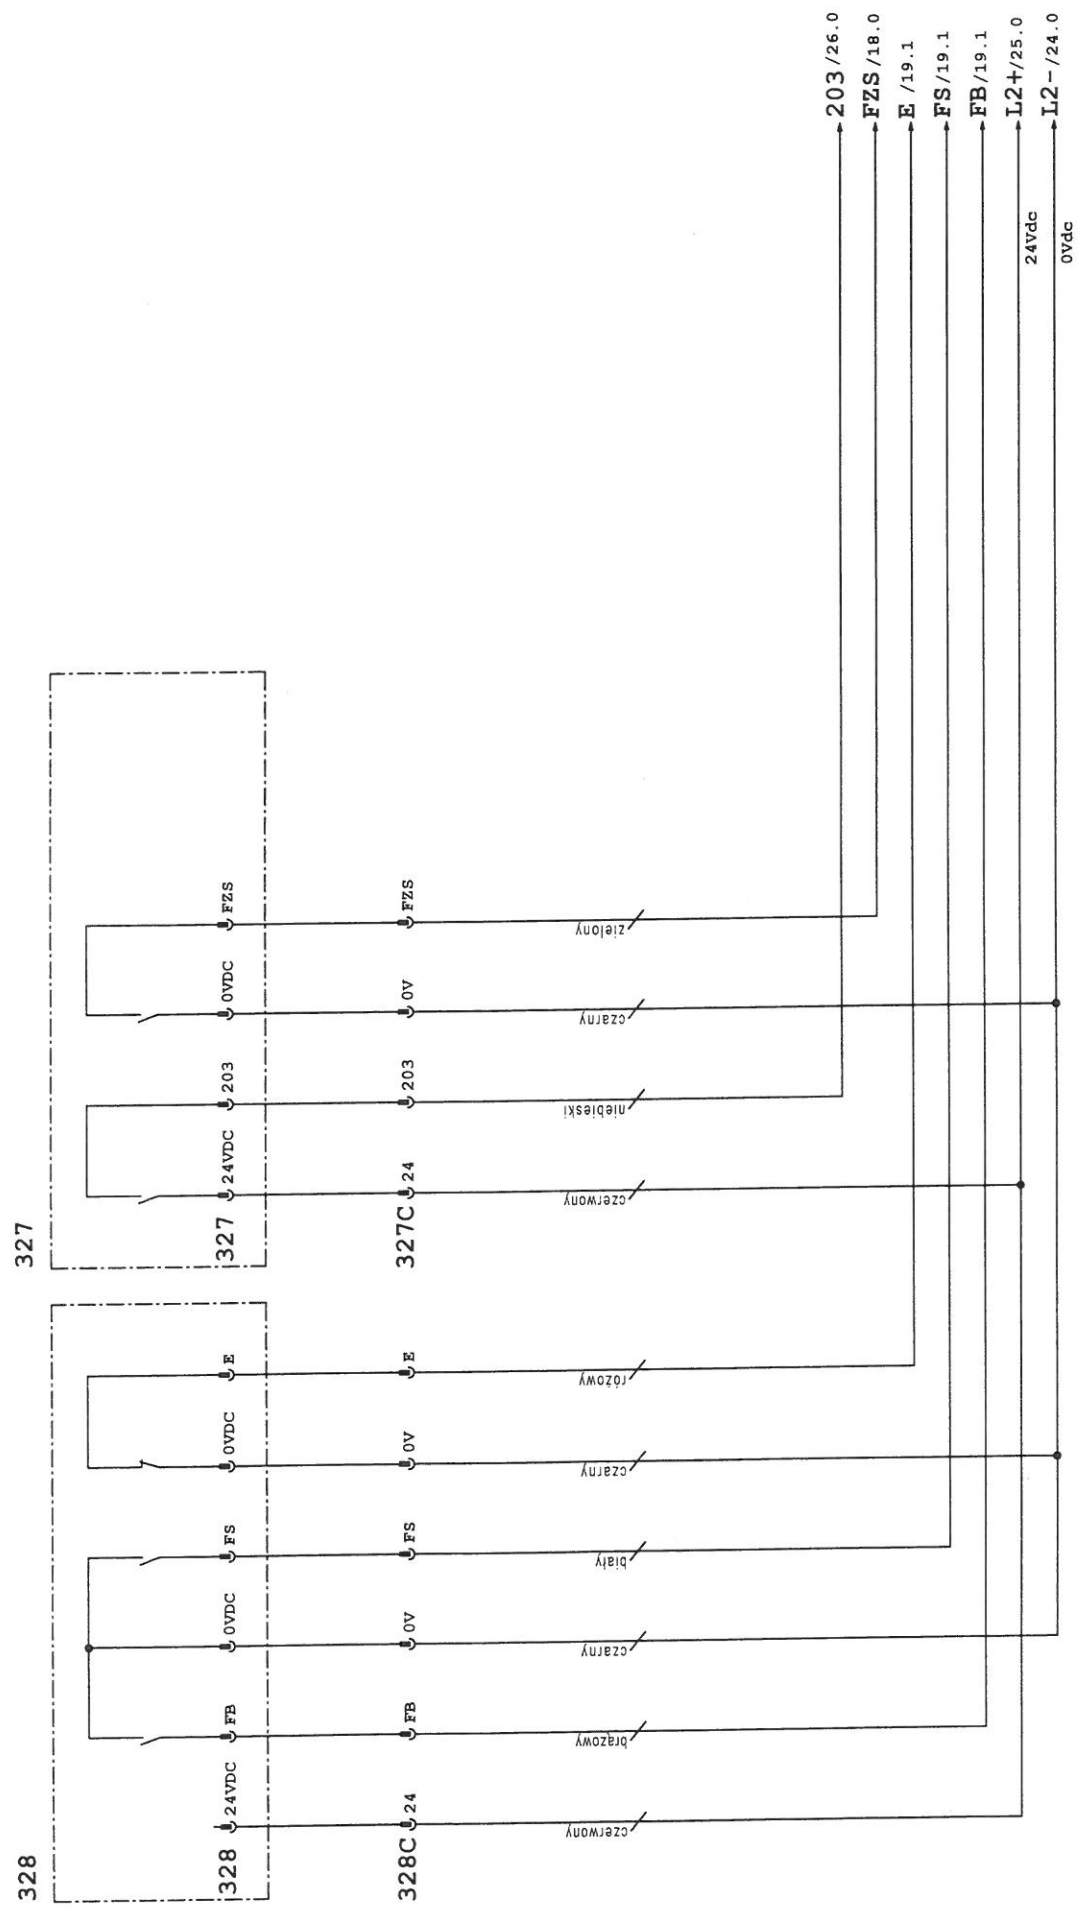 328
327
328 24VDC FB 0VDC FS 0VDC E
327 24VDC 203 0VDC FZS
328C 24 FB 0V FS 0V E
327C 24 203 0V FZS
czerwony brązowy czarny biały czarny różowy
czerwony niebieski czarny zielony
203/26.0
FZS/18.0
E/19.1
FS/19.1
FB/19.1
L2+/25.0
24Vdc
L2-/24.0
0Vdc